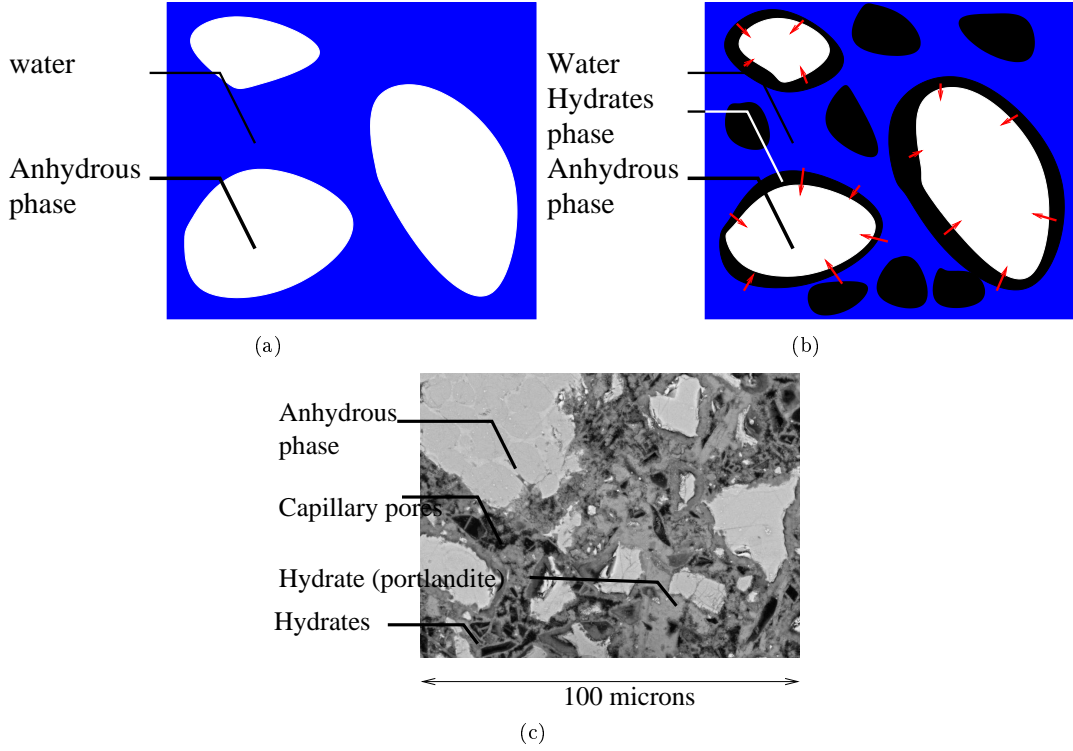 water
Anhydrous
phase
(a)
Water
Hydrates
phase
Anhydrous
phase
(b)
Anhydrous
phase
Capillary pores
Hydrate (portlandite)
Hydrates
100 microns
(c)